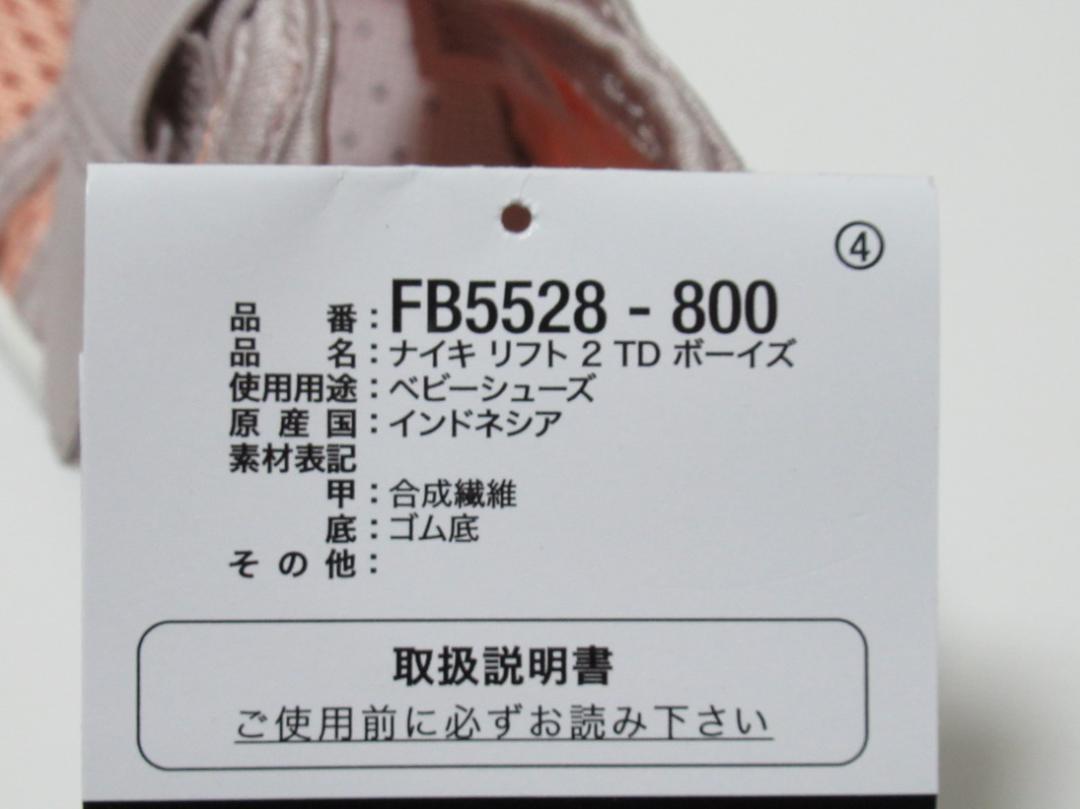 ④
品番：FB5528 - 800
品名：ナイキ リフト 2 TD ボーイズ
使用用途：ベビーシューズ
原産国：インドネシア
素材表記
甲：合成繊維
底：ゴム底
その他：
取扱説明書
ご使用前に必ずお読み下さい